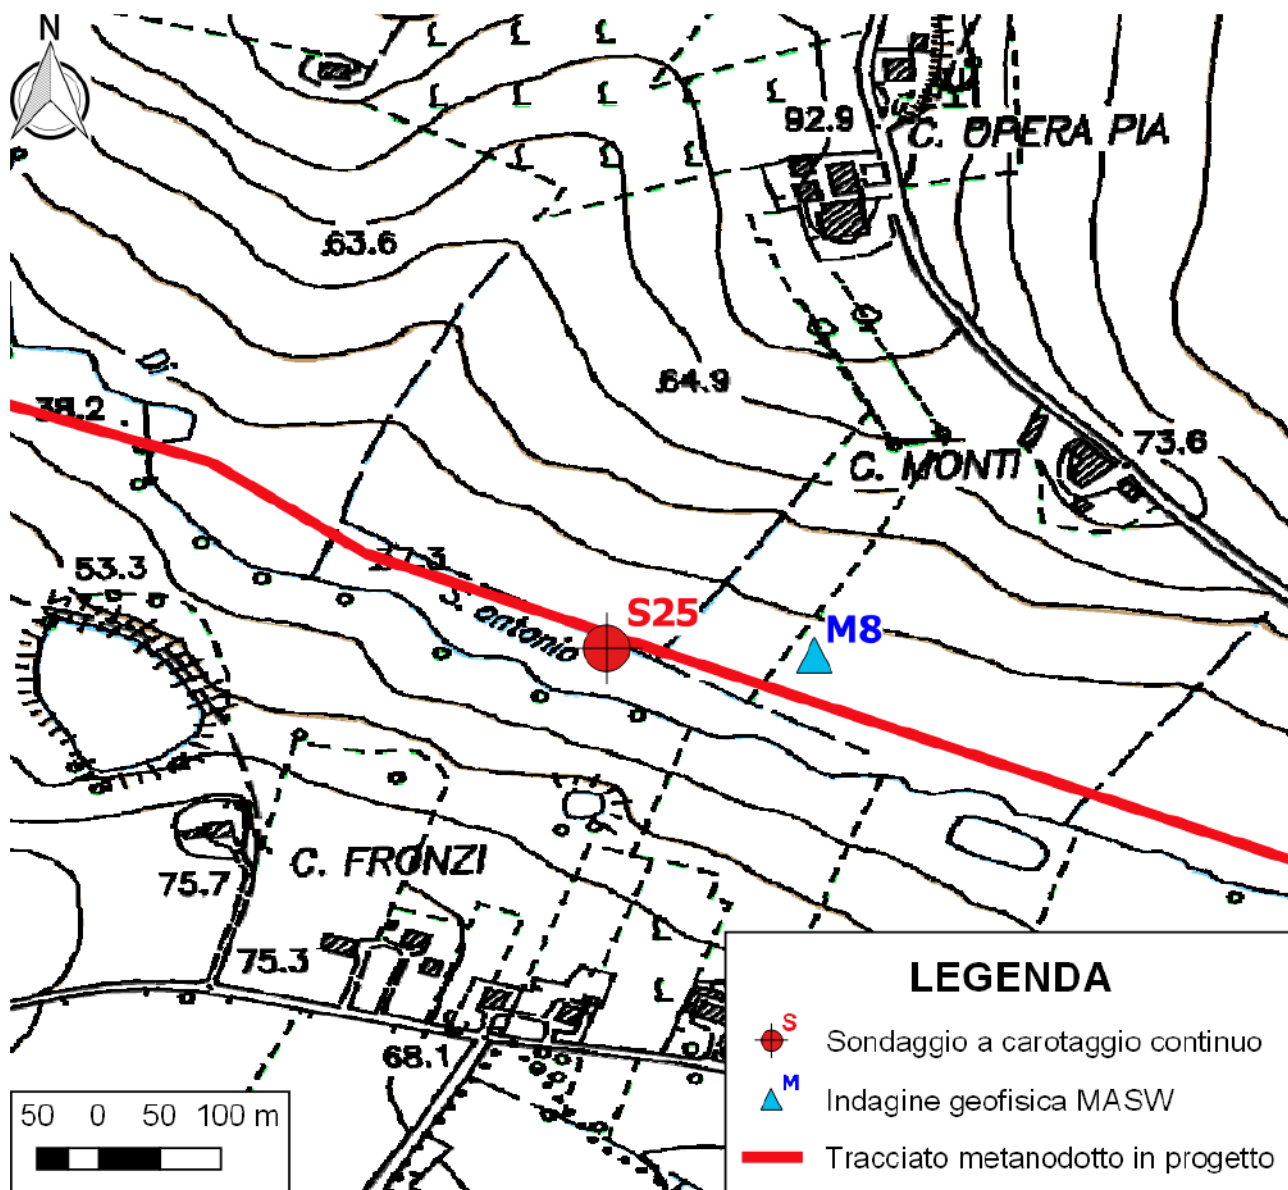 N
92.9
C. OPERA PIA
63.6
64.9
38.2
C. MONTI
73.6
53.3
S. antonio
S25
M8
C. FRONZI
75.7
75.3
68.1
LEGENDA
S
Sondaggio a carotaggio continuo
M
Indagine geofisica MASW
Tracciato metanodotto in progetto
50 0 50 100 m